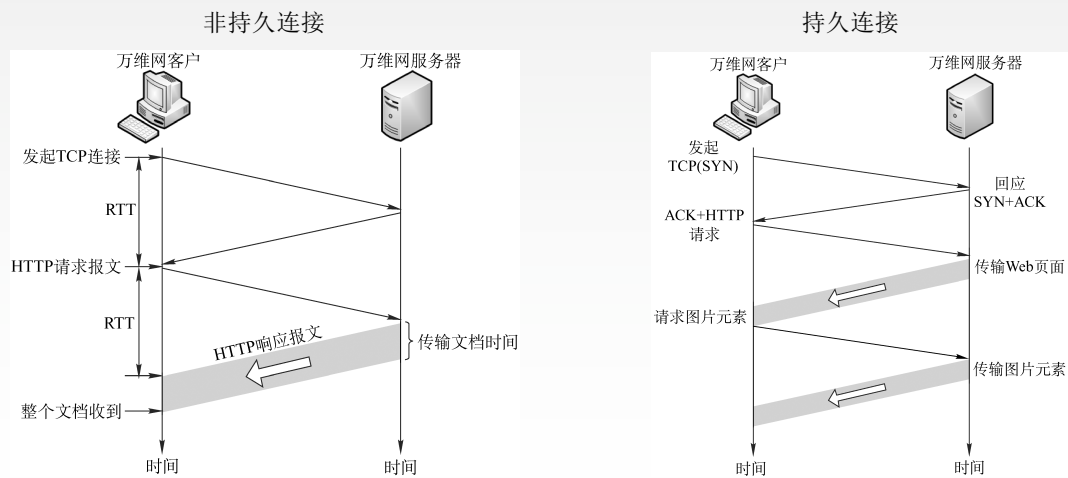 非持久连接
万维网客户
万维网服务器
发起TCP连接
RTT
HTTP请求报文
RTT
HTTP响应报文
传输文档时间
整个文档收到
时间
时间
持久连接
万维网客户
万维网服务器
发起
TCP(SYN)
回应
SYN+ACK
ACK+HTTP
请求
传输Web页面
请求图片元素
传输图片元素
时间
时间